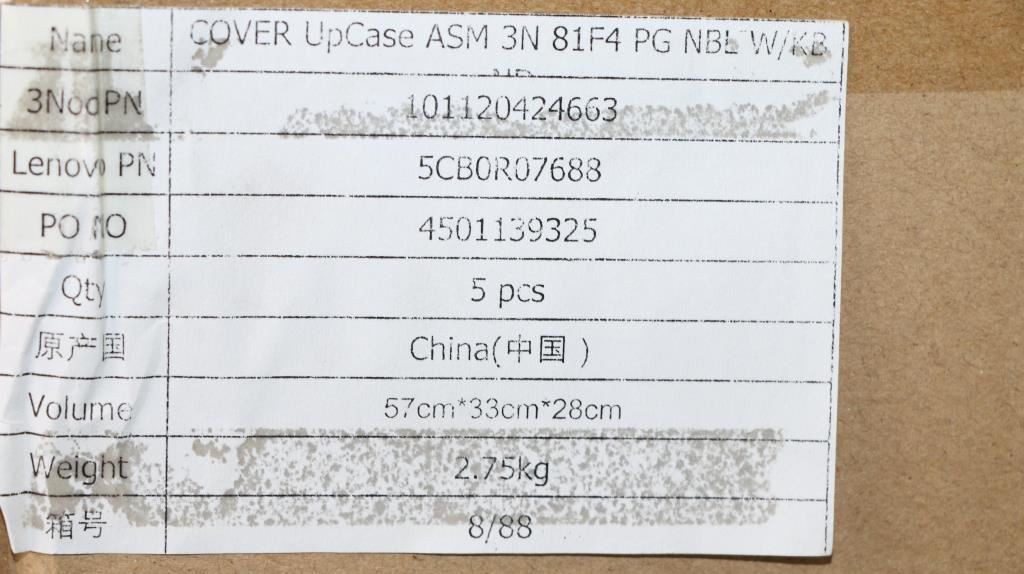 Name COVER UpCase ASM 3N 81F4 PG NBL W/KB
3NodPN 101120424663
Lenovo PN 5CB0R07688
PO NO 4501139325
Qty 5 pcs
原产国 China(中国 )
Volume 57cm*33cm*28cm
Weight 2.75kg
箱号 8/88